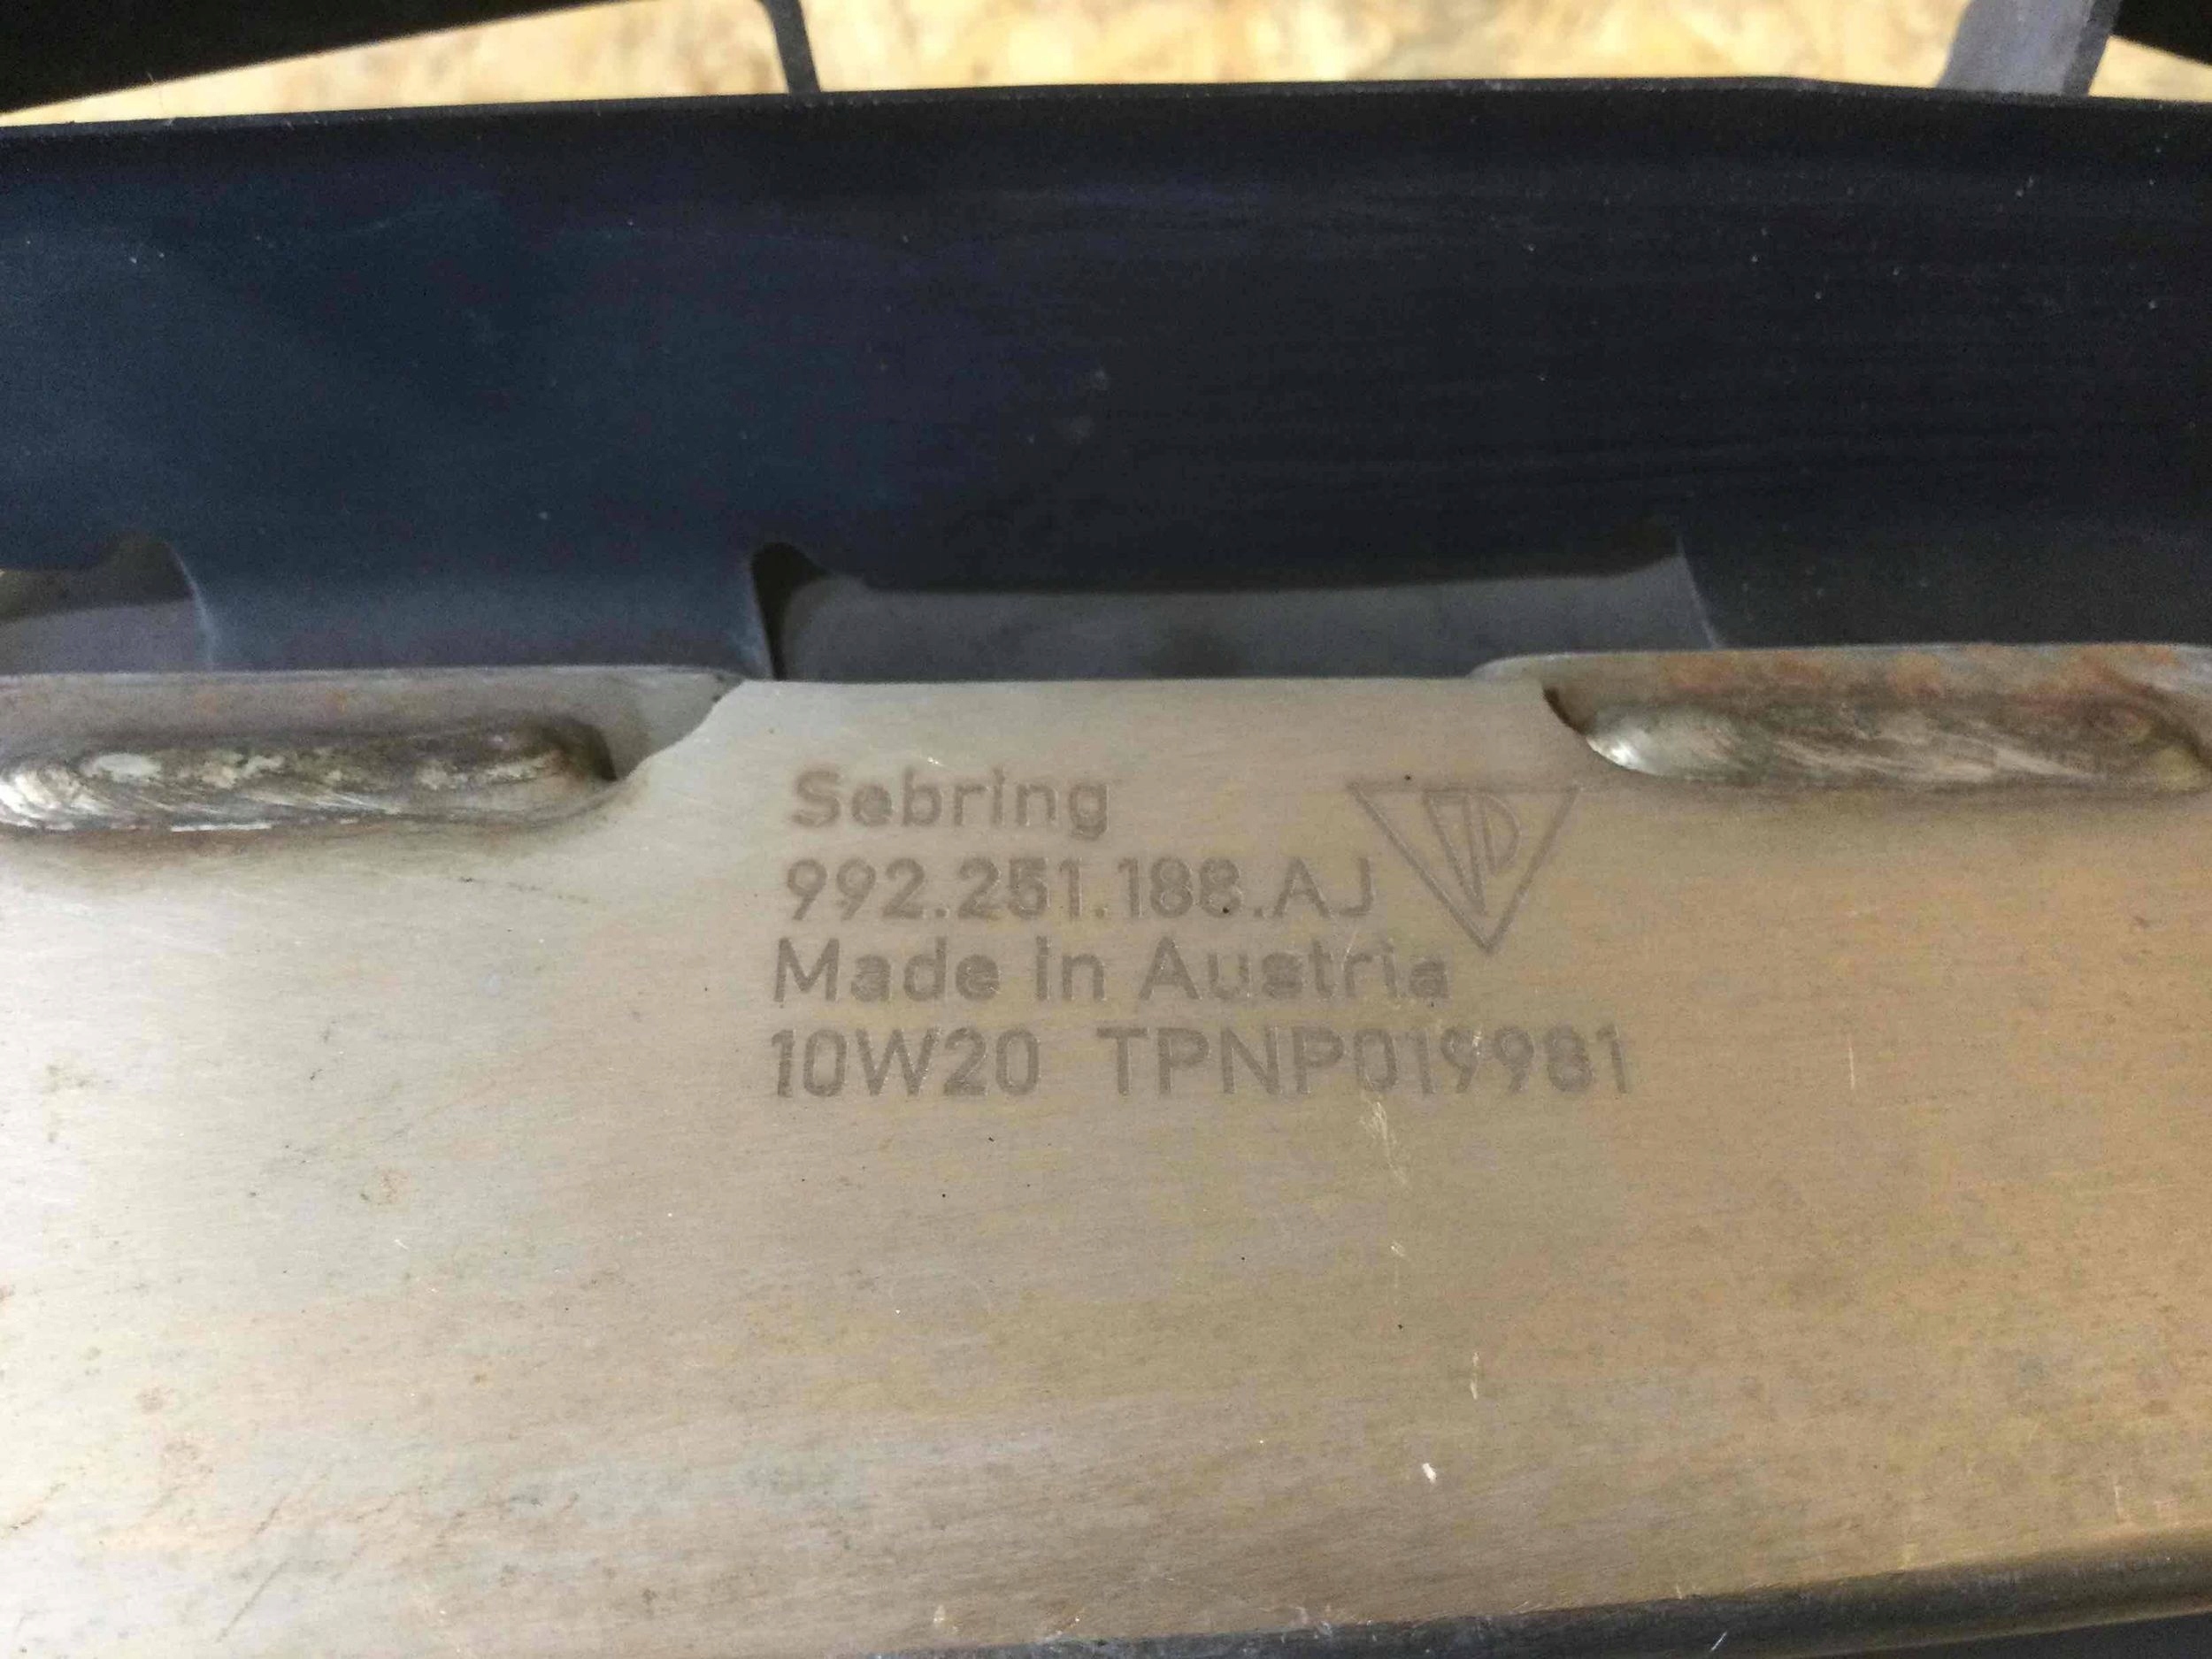 Sebring
992.251.188.AJ
Made in Austria
10W20 TPNP019981